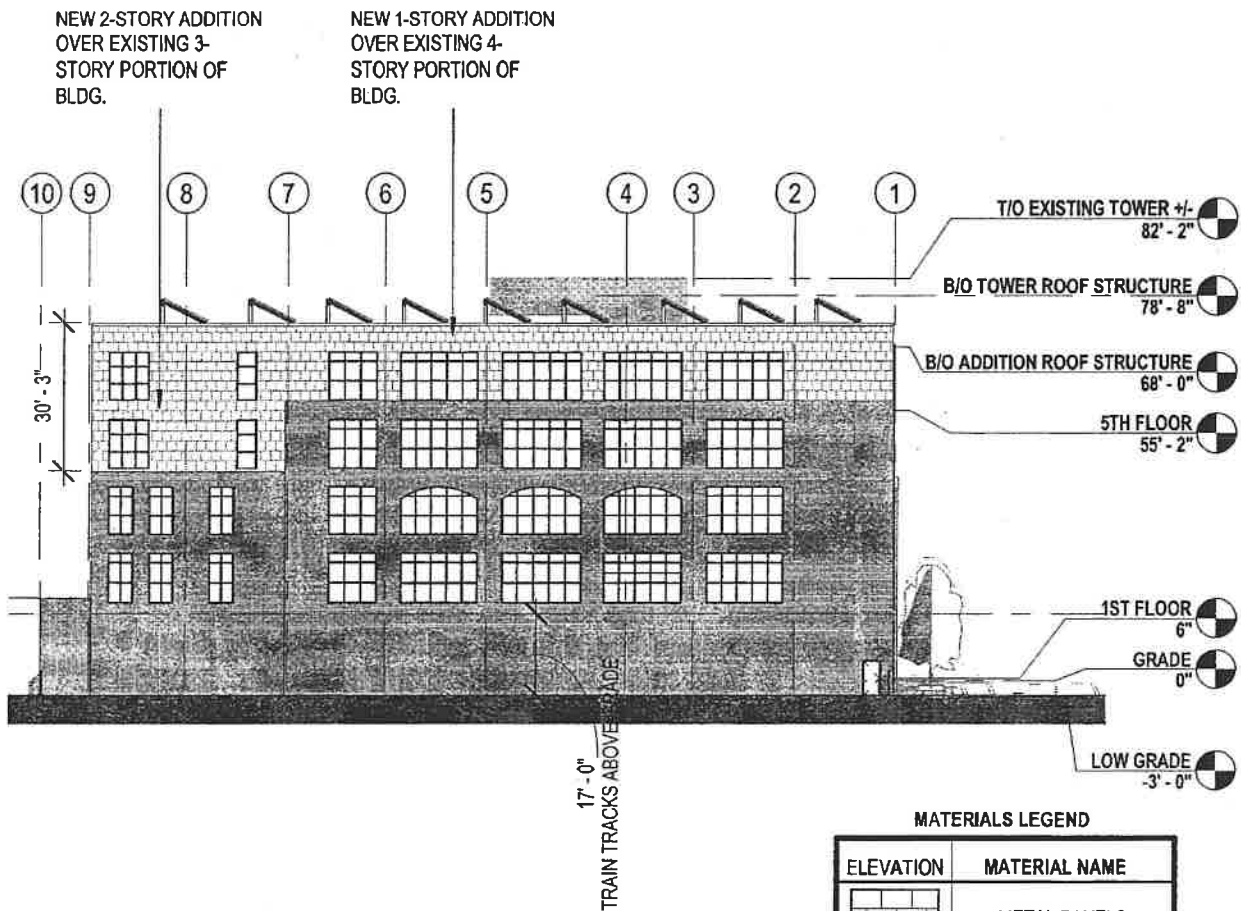 NEW 2-STORY ADDITION
OVER EXISTING 3-
STORY PORTION OF
BLDG.
NEW 1-STORY ADDITION
OVER EXISTING 4-
STORY PORTION OF
BLDG.
10 9 8 7 6 5 4 3 2 1
T/O EXISTING TOWER +/-
82' - 2"
B/O TOWER ROOF STRUCTURE
78' - 8"
B/O ADDITION ROOF STRUCTURE
68' - 0"
5TH FLOOR
55' - 2"
30' - 3"
1ST FLOOR
6"
GRADE
0"
LOW GRADE
-3' - 0"
17' - 0"
TRAIN TRACKS ABOVE GRADE
MATERIALS LEGEND
ELEVATION MATERIAL NAME